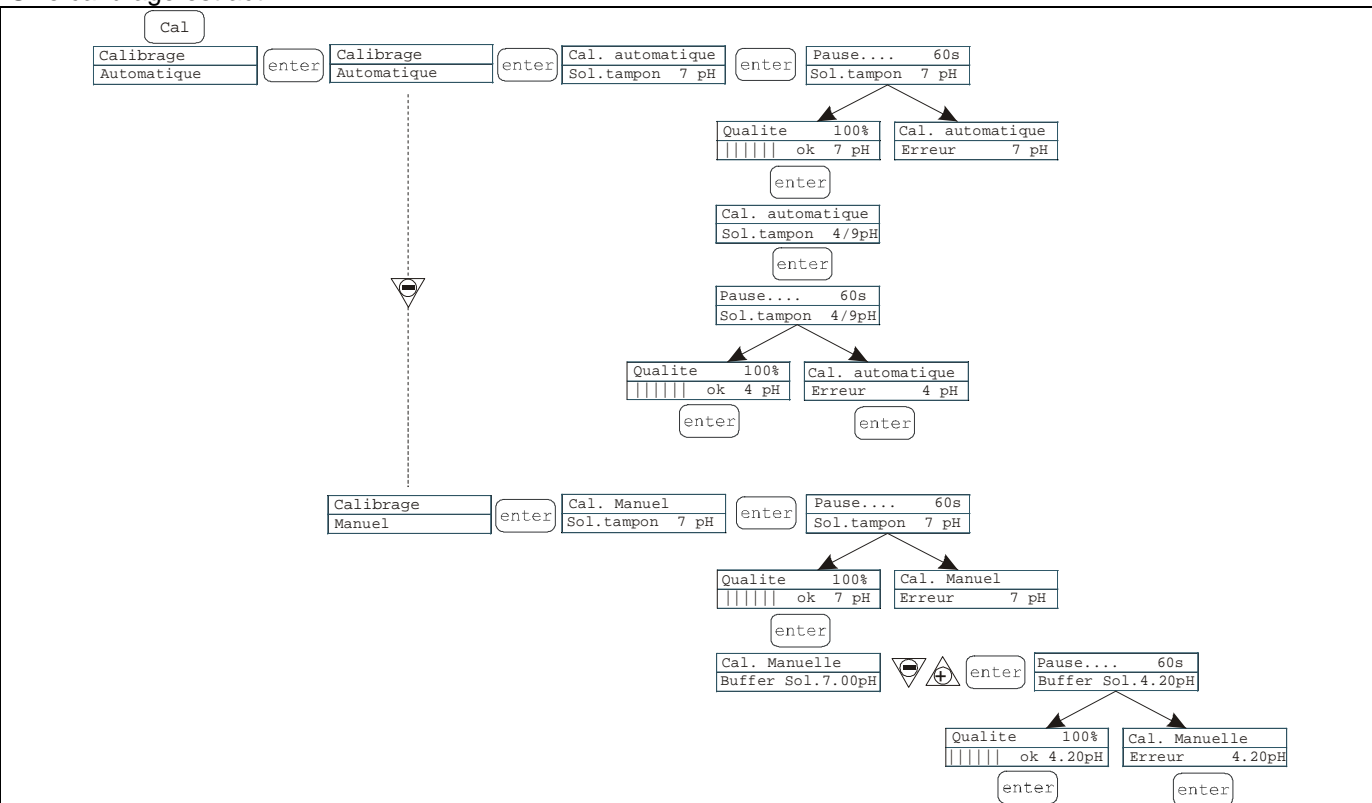 Cal
Calibrage
Automatique
enter
Calibrage
Automatique
enter
Cal. automatique
Sol.tampon 7 pH
enter
Pause.... 60s
Sol.tampon 7 pH
Qualite 100%
|||||| ok 7 pH
Cal. automatique
Erreur 7 pH
enter
Cal. automatique
Sol.tampon 4/9pH
enter
Pause.... 60s
Sol.tampon 4/9pH
Qualite 100%
|||||| ok 4 pH
Cal. automatique
Erreur 4 pH
enter
enter
Calibrage
Manuel
enter
Cal. Manuel
Sol.tampon 7 pH
enter
Pause.... 60s
Sol.tampon 7 pH
Qualite 100%
|||||| ok 7 pH
Cal. Manuel
Erreur 7 pH
enter
Cal. Manuelle
Buffer Sol.7.00pH
enter
Pause.... 60s
Buffer Sol.4.20pH
Qualite 100%
|||||| ok 4.20pH
Cal. Manuelle
Erreur 4.20pH
enter
enter